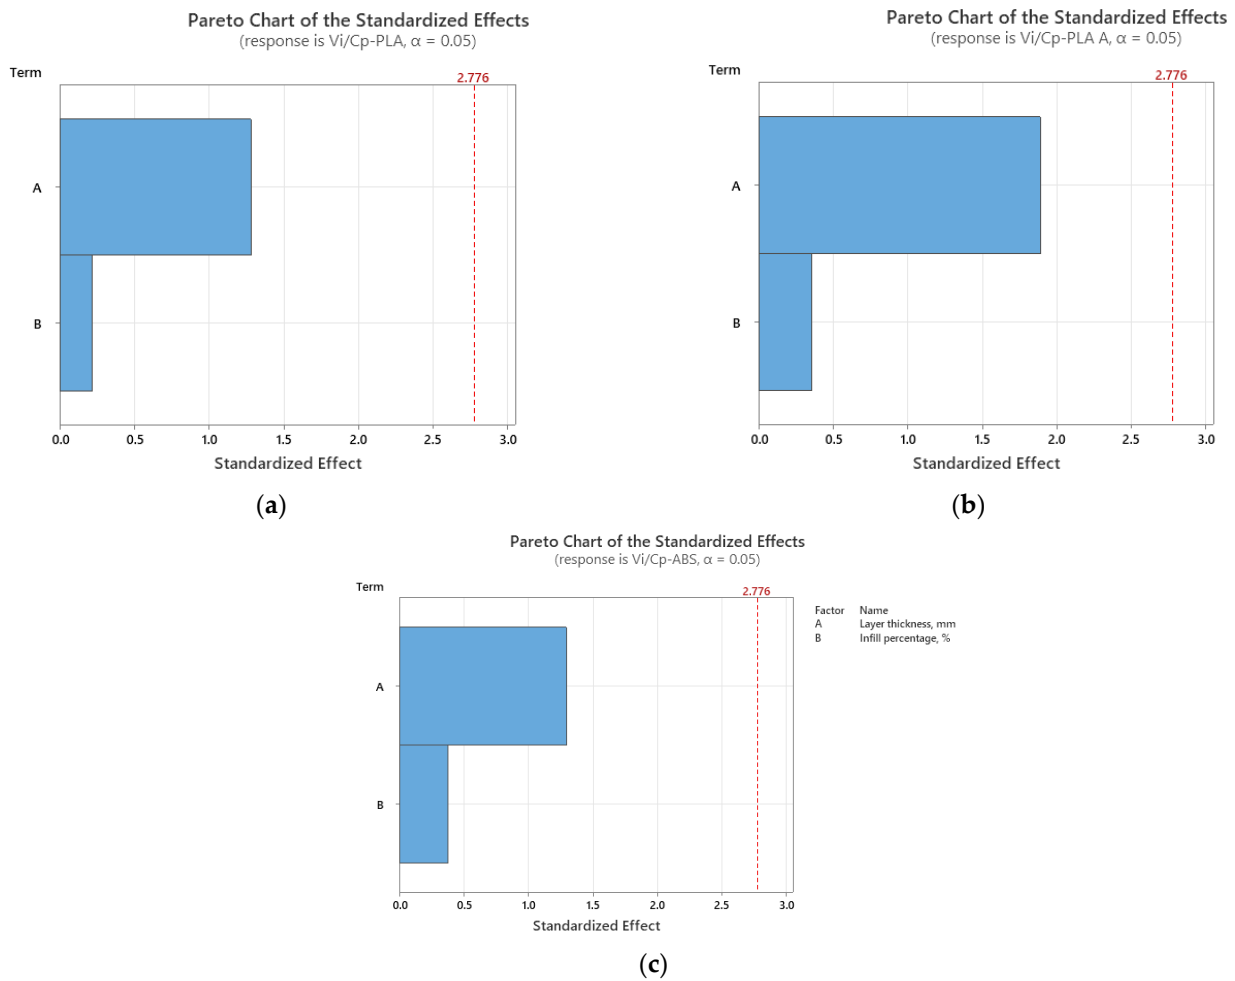 Pareto Chart of the Standardized Effects
(response is Vi/Cp-PLA, α = 0.05)
Term
2.776
A
B
0.0 0.5 1.0 1.5 2.0 2.5 3.0
Standardized Effect
(a)
Pareto Chart of the Standardized Effects
(response is Vi/Cp-PLA A, α = 0.05)
Term
2.776
A
B
0.0 0.5 1.0 1.5 2.0 2.5 3.0
Standardized Effect
(b)
Pareto Chart of the Standardized Effects
(response is Vi/Cp-ABS, α = 0.05)
Term
2.776
A
B
0.0 0.5 1.0 1.5 2.0 2.5 3.0
Standardized Effect
Factor Name
A Layer thickness, mm
B Infill percentage, %
(c)